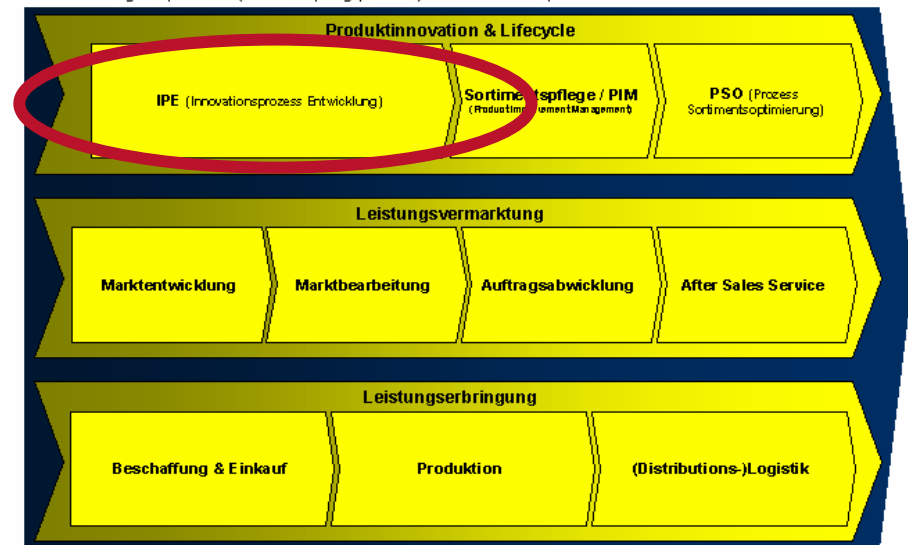 Produktinnovation & Lifecycle
IPE (Innovationsprozess Entwicklung)
Sortimentspflege / PIM
(ProductImprovementManagement)
PSO (Prozess
Sortimentsoptimierung)
Leistungsvermarktung
Marktentwicklung
Marktbearbeitung
Auftragsabwicklung
After Sales Service
Leistungserbringung
Beschaffung & Einkauf
Produktion
(Distributions-)Logistik